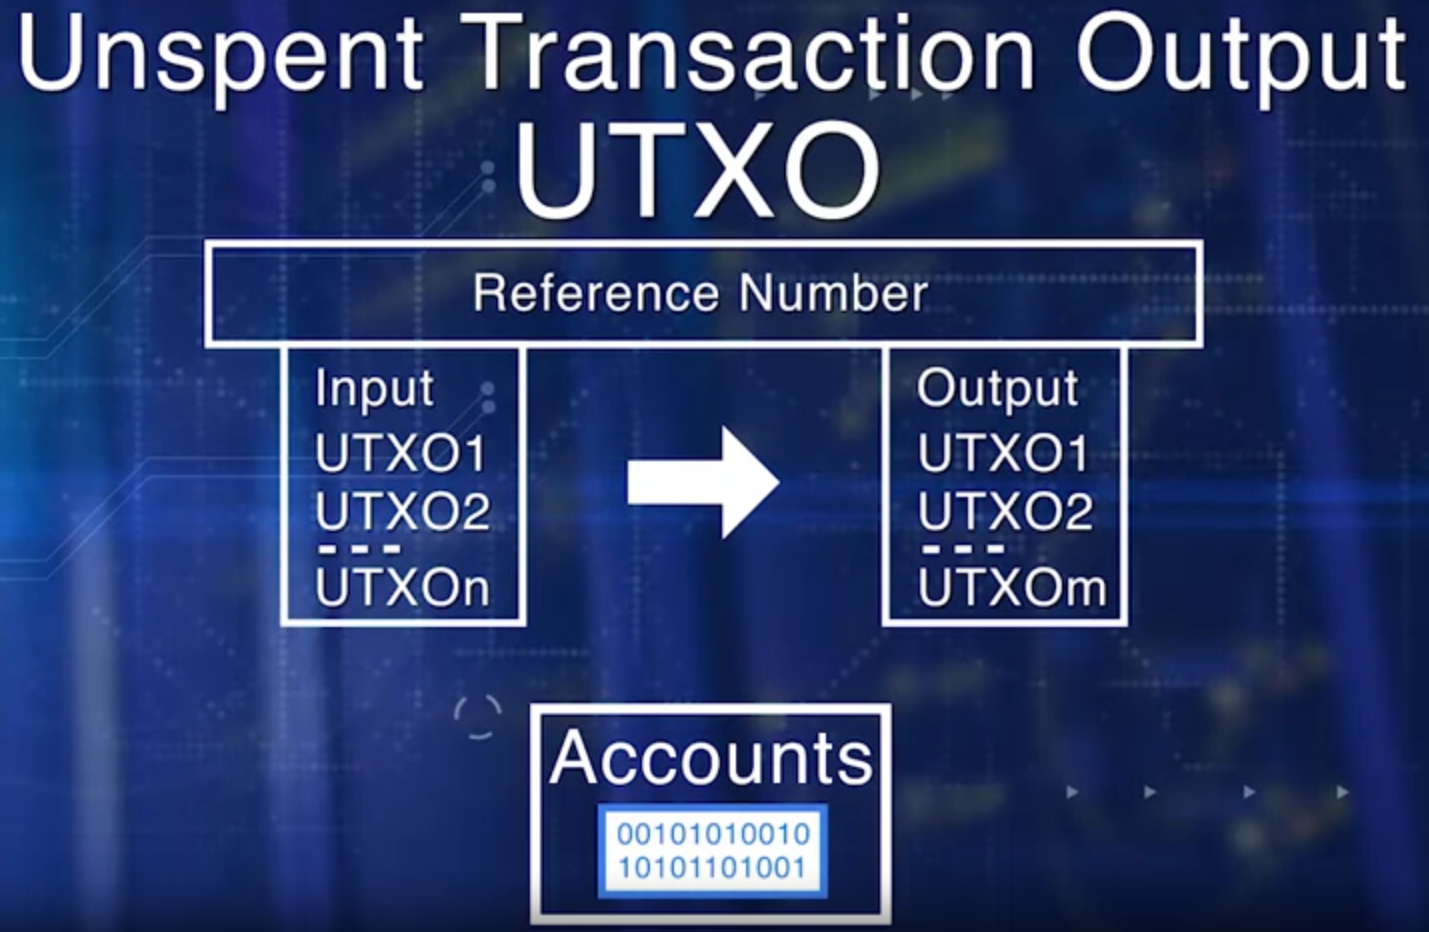 Unspent Transaction Output
UTXO
Reference Number
Input
UTXO1
UTXO2
---
UTXOn
Output
UTXO1
UTXO2
---
UTXOm
Accounts
00101010010
10101101001